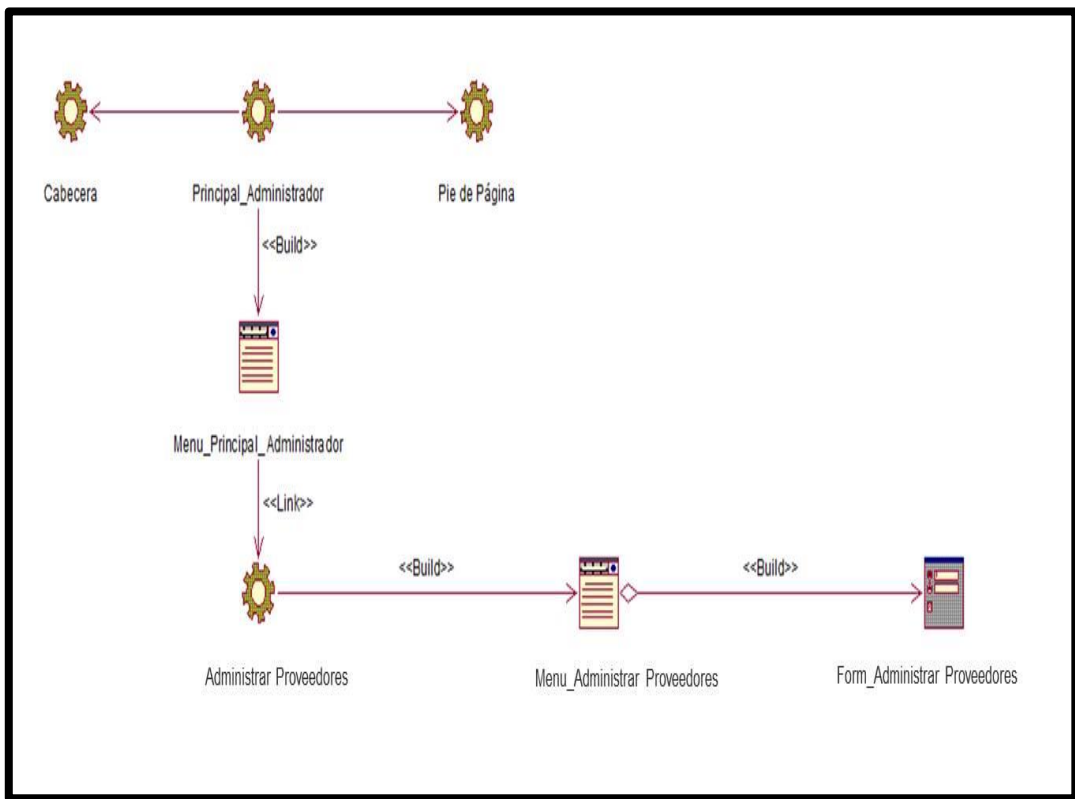 Cabecera
Principal_Administrador
Pie de Página
<<Build>>
Menu_Principal_Administrador
<<Link>>
<<Build>>
<<Build>>
Administrar Proveedores
Menu_Administrar Proveedores
Form_Administrar Proveedores